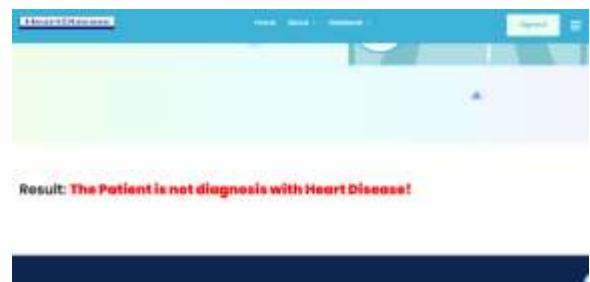 HeartDisease
Home About
Result: The Patient is not diagnosis with Heart Disease!